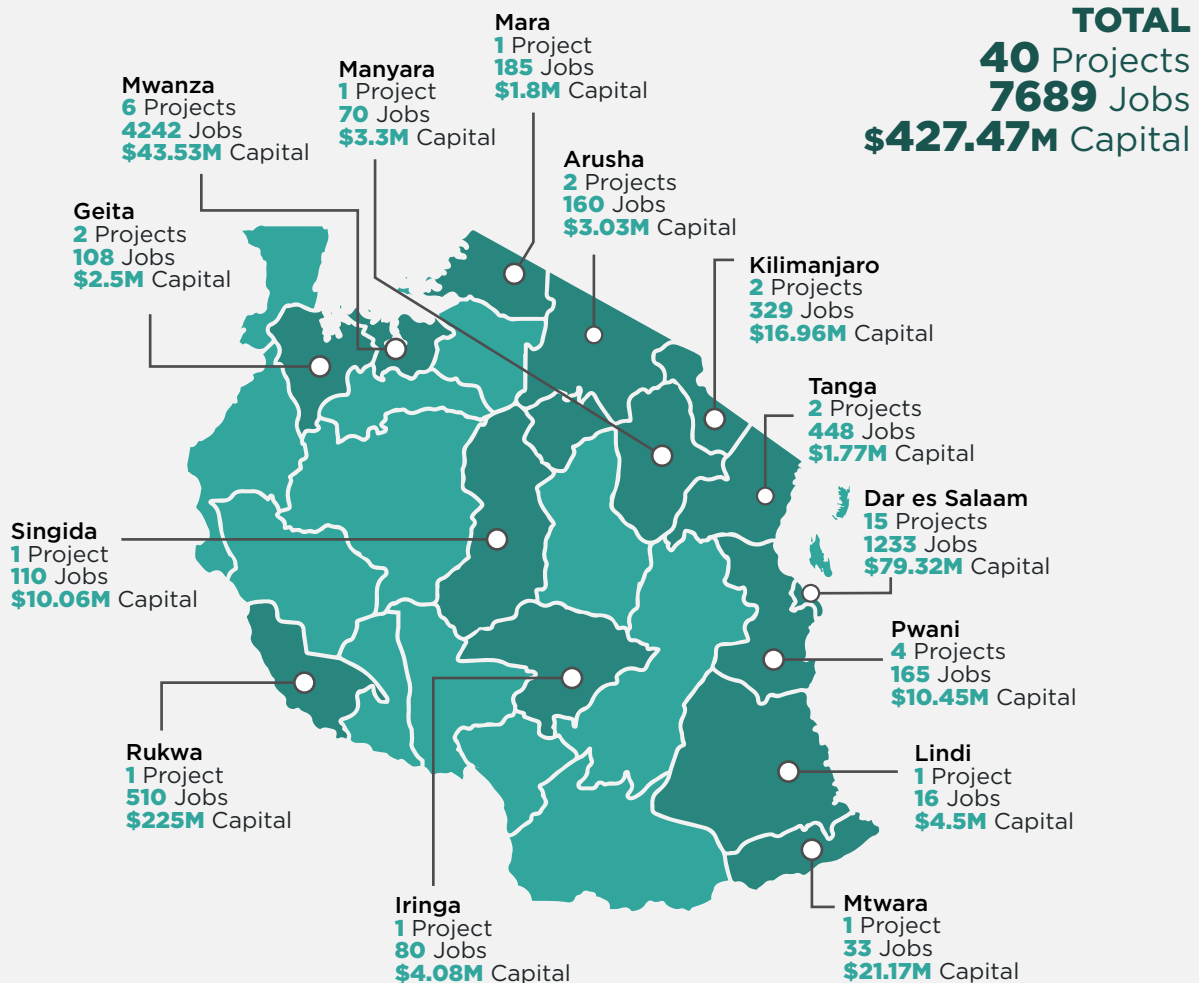 TOTAL
40 Projects
7689 Jobs
$427.47M Capital
Mara
1 Project
185 Jobs
$1.8M Capital
Manyara
1 Project
70 Jobs
$3.3M Capital
Mwanza
6 Projects
4242 Jobs
$43.53M Capital
Arusha
2 Projects
160 Jobs
$3.03M Capital
Geita
2 Projects
108 Jobs
$2.5M Capital
Kilimanjaro
2 Projects
329 Jobs
$16.96M Capital
Tanga
2 Projects
448 Jobs
$1.77M Capital
Dar es Salaam
15 Projects
1233 Jobs
$79.32M Capital
Singida
1 Project
110 Jobs
$10.06M Capital
Pwani
4 Projects
165 Jobs
$10.45M Capital
Rukwa
1 Project
510 Jobs
$225M Capital
Lindi
1 Project
16 Jobs
$4.5M Capital
Iringa
1 Project
80 Jobs
$4.08M Capital
Mtwara
1 Project
33 Jobs
$21.17M Capital